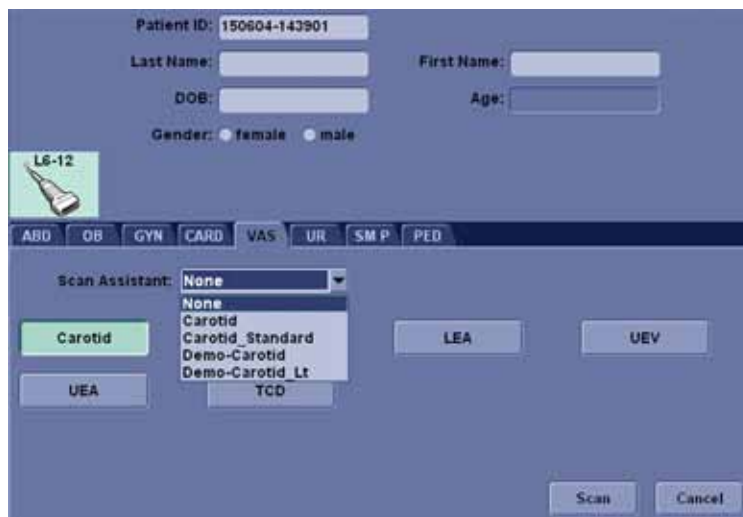 Patient ID: 150604-143901
Last Name: First Name:
DOB: Age:
Gender: female male
L6-12
ABD OB GYN CARD VAS UR SM P PED
Scan Assistant: None
None
Carotid
Carotid_Standard
Demo-Carotid
Demo-Carotid_Lt
Carotid LEA UEV
UEA TCD
Scan Cancel